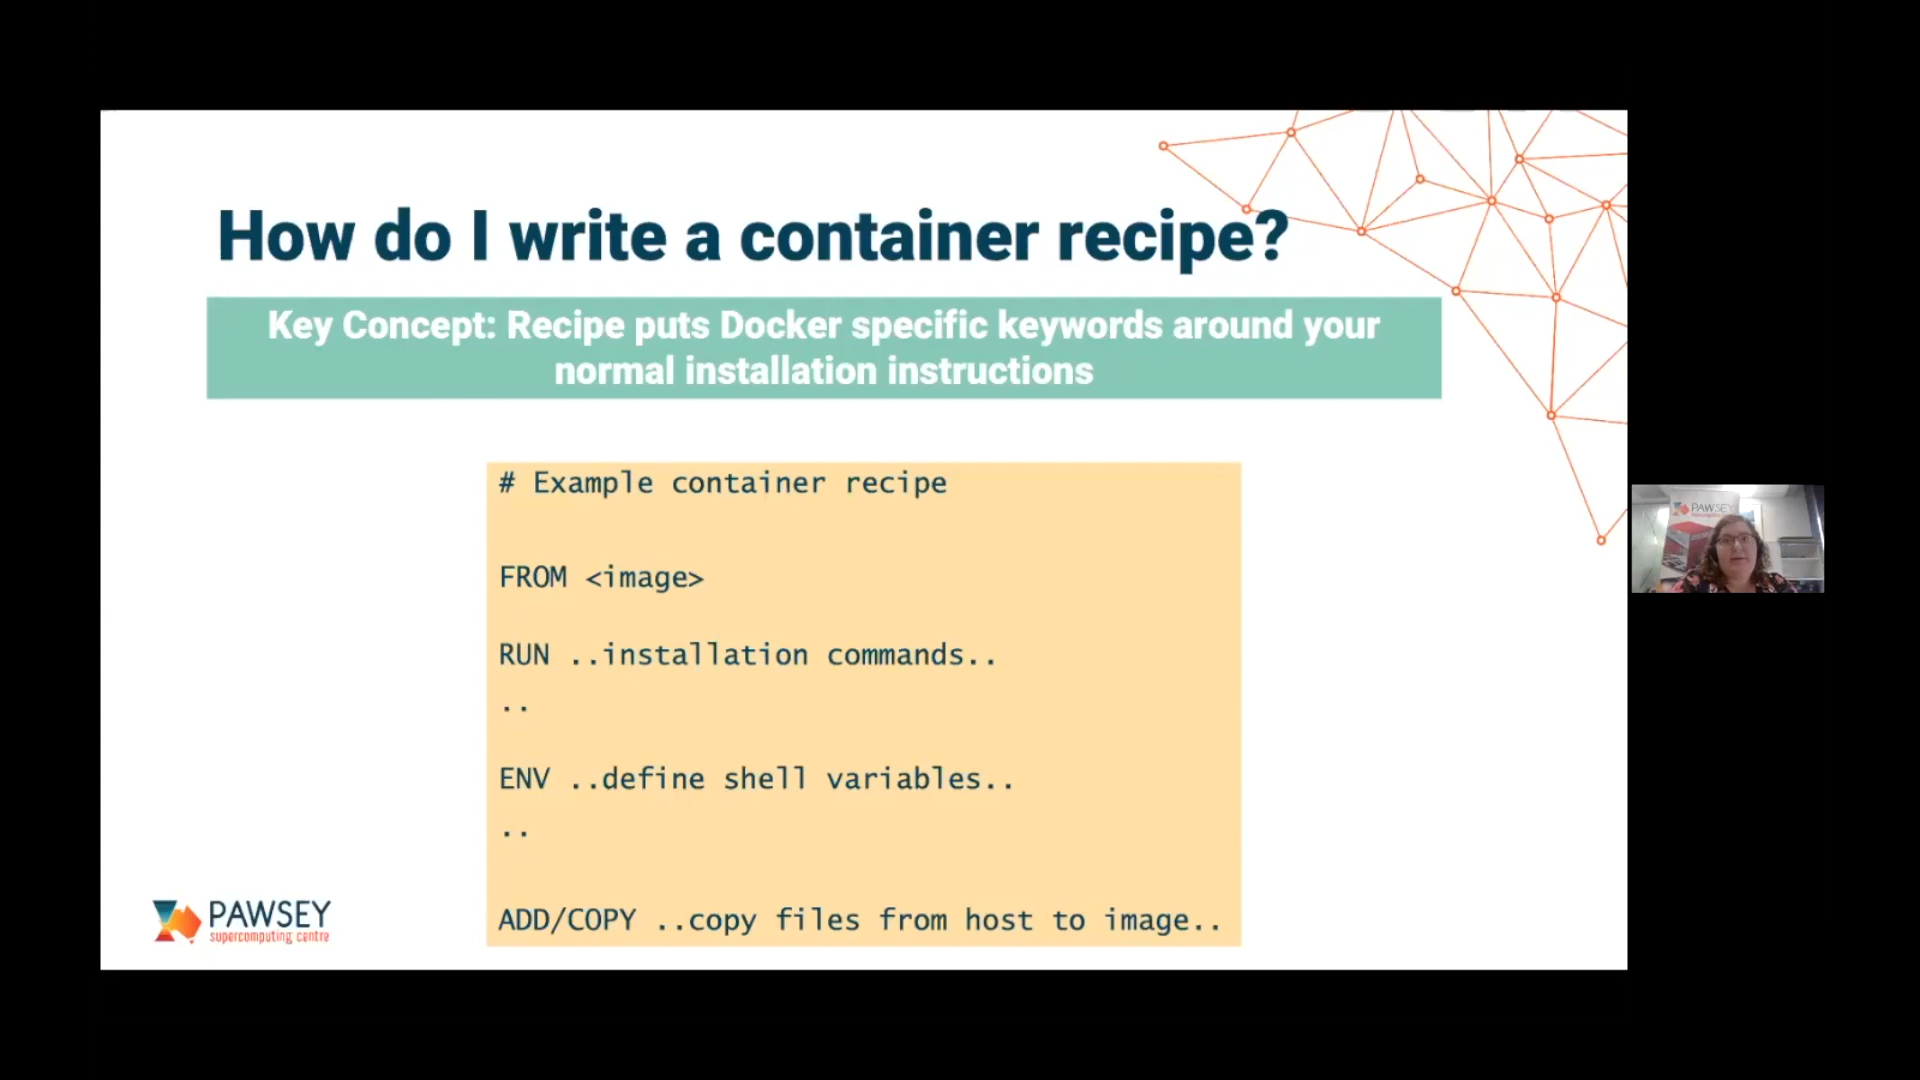 How do I write a container recipe?
Key Concept: Recipe puts Docker specific keywords around your
normal installation instructions
# Example container recipe
FROM <image>
RUN ..installation commands..
..
ENV ..define shell variables..
..
ADD/COPY ..copy files from host to image..
PAWSEY
supercomputing centre
PAWSEY